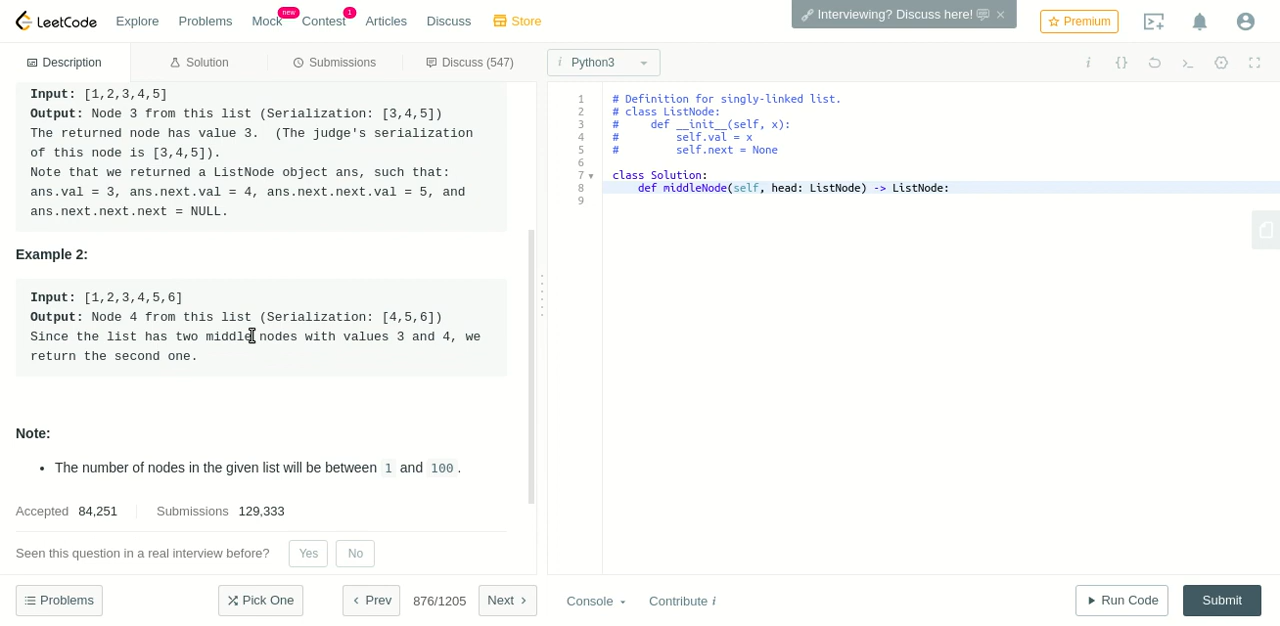 LeetCode Explore Problems Mock new Contest 1 Articles Discuss Store Interviewing? Discuss here! × Premium
Description Solution Submissions Discuss (547) i Python3
Input: [1,2,3,4,5]
Output: Node 3 from this list (Serialization: [3,4,5])
The returned node has value 3.  (The judge's serialization
of this node is [3,4,5]).
Note that we returned a ListNode object ans, such that:
ans.val = 3, ans.next.val = 4, ans.next.next.val = 5, and
ans.next.next.next = NULL.
Example 2:
Input: [1,2,3,4,5,6]
Output: Node 4 from this list (Serialization: [4,5,6])
Since the list has two middle nodes with values 3 and 4, we
return the second one.
Note:
• The number of nodes in the given list will be between 1 and 100.
Accepted 84,251 Submissions 129,333
Seen this question in a real interview before? Yes No
Problems Pick One Prev 876/1205 Next
i {} >_
1 # Definition for singly-linked list.
2 # class ListNode:
3 #     def __init__(self, x):
4 #         self.val = x
5 #         self.next = None
6
7 class Solution:
8     def middleNode(self, head: ListNode) -> ListNode:
9
Console Contribute i Run Code Submit